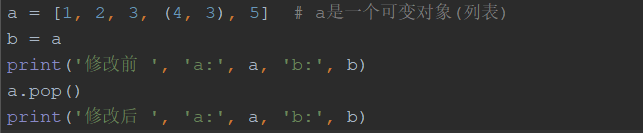 a = [1, 2, 3, (4, 3), 5]  # a是一个可变对象(列表)
b = a
print('修改前 ', 'a:', a, 'b:', b)
a.pop()
print('修改后 ', 'a:', a, 'b:', b)